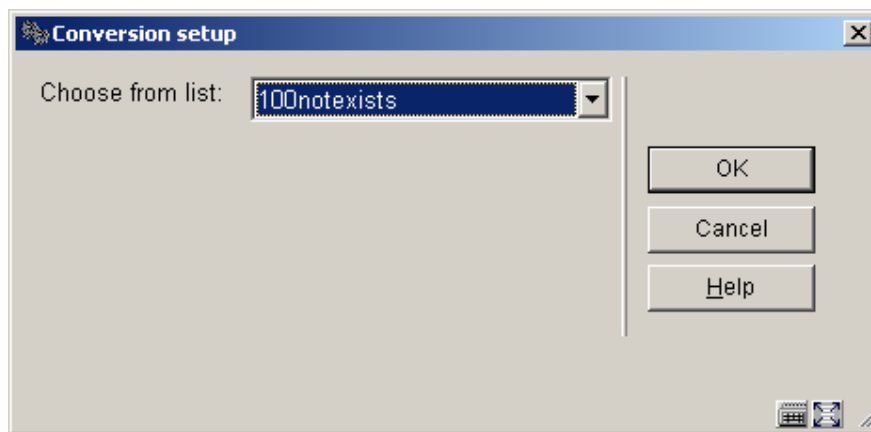 Conversion setup
Choose from list: 100notexists
OK
Cancel
Help